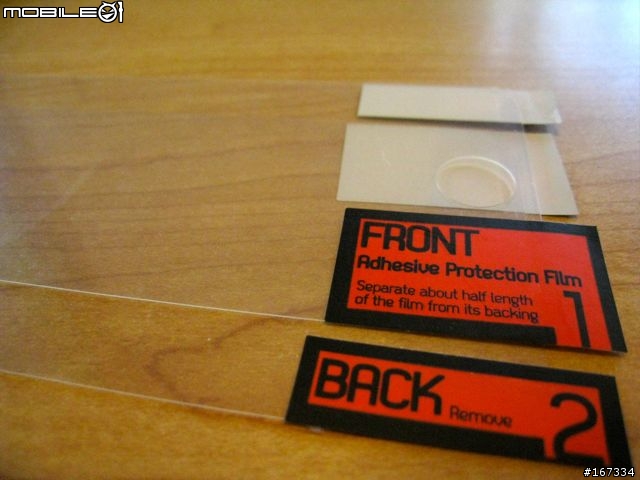 MOBILE01
FRONT
Adhesive Protection Film
Separate about half length
of the film from its backing
1
BACK
Remove
2
#167334